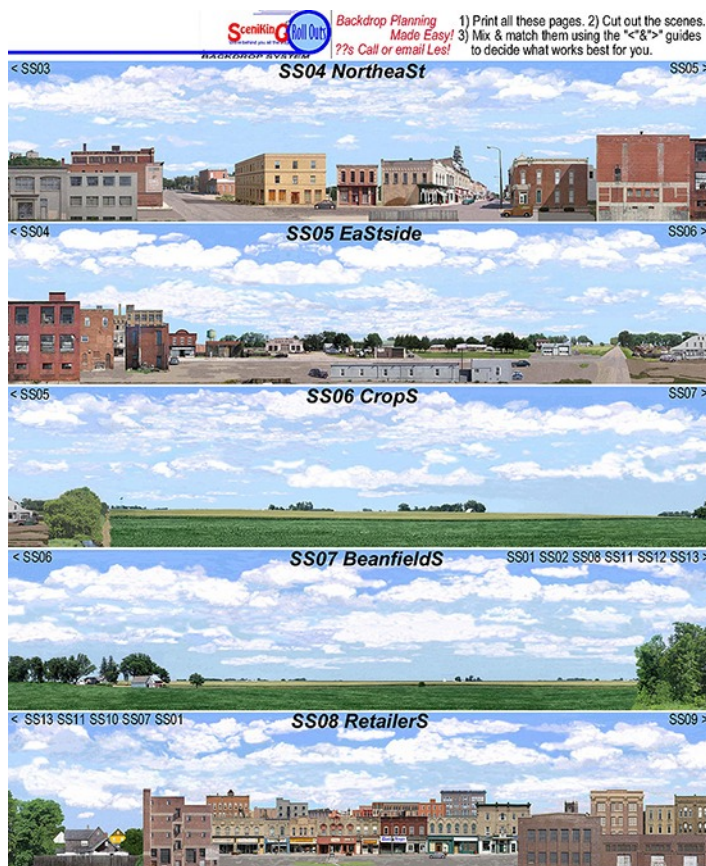 SceniKinG Roll Outs
BACKDROP SYSTEM
Backdrop Planning
Made Easy!
??s Call or email Les!
1) Print all these pages. 2) Cut out the scenes.
3) Mix & match them using the "<"&">" guides
to decide what works best for you.
< SS03 SS04 NortheaSt SS05 >
< SS04 SS05 EaStside SS06 >
< SS05 SS06 CropS SS07 >
< SS06 SS07 BeanfieldS SS01 SS02 SS08 SS11 SS12 SS13 >
< SS13 SS11 SS10 SS07 SS01 SS08 RetailerS SS09 >